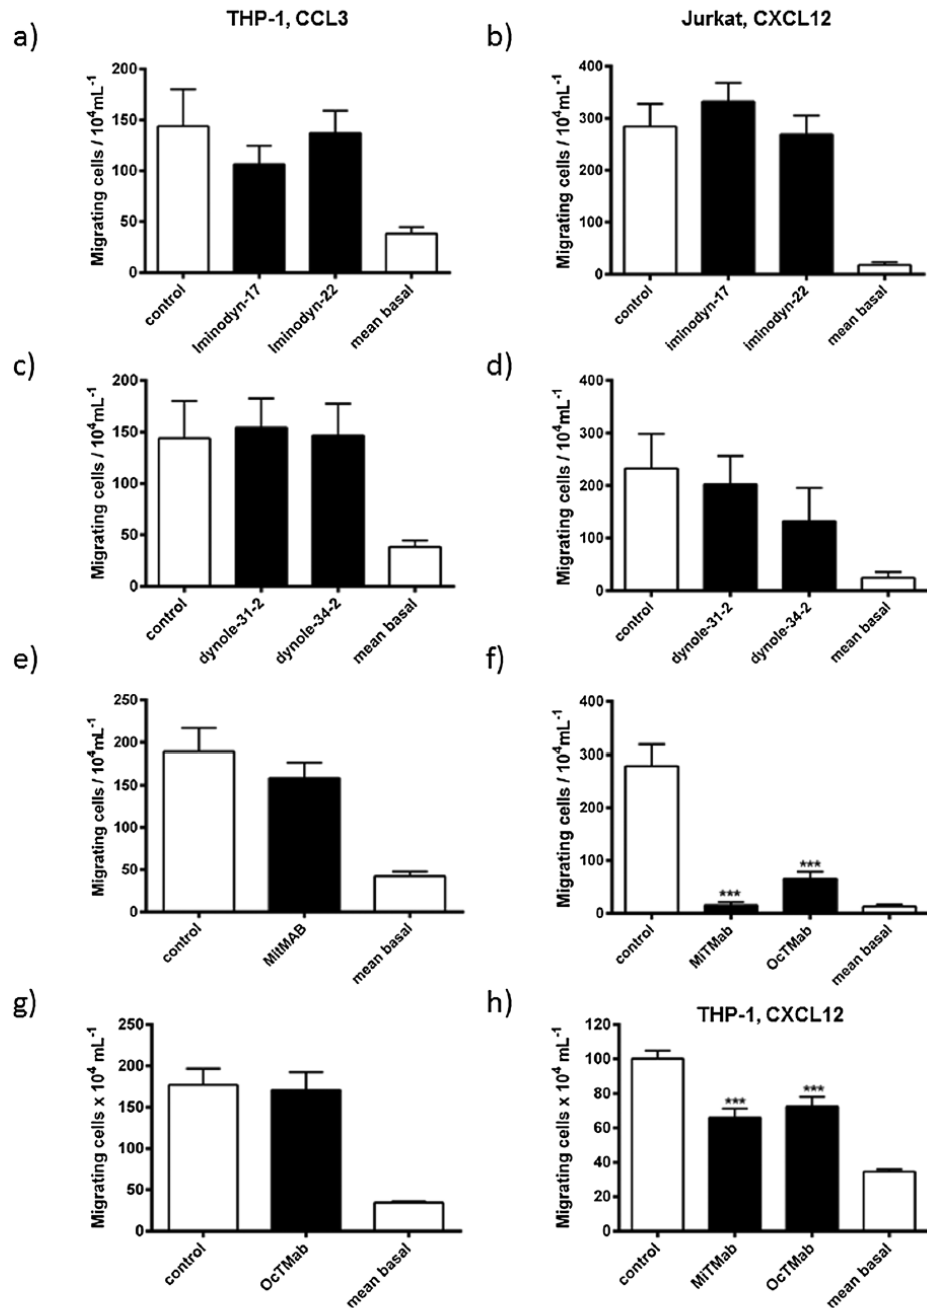 THP-1, CCL3
Jurkat, CXCL12
a)
Migrating cells / 10⁴mL⁻¹
200
150
100
50
0
control
Iminodyn-17
Iminodyn-22
mean basal
b)
Migrating cells / 10⁴mL⁻¹
400
300
200
100
0
control
iminodyn-17
iminodyn-22
mean basal
c)
Migrating cells / 10⁴mL⁻¹
200
150
100
50
0
control
dynole-31-2
dynole-34-2
mean basal
d)
Migrating cells / 10⁴mL⁻¹
400
300
200
100
0
control
dynole-31-2
dynole-34-2
mean basal
e)
Migrating cells / 10⁴mL⁻¹
250
200
150
100
50
0
control
MitMAB
mean basal
f)
Migrating cells / 10⁴mL⁻¹
400
300
200
100
0
***
***
control
MiTMab
OcTMab
mean basal
g)
Migrating cells x 10⁴ mL⁻¹
250
200
150
100
50
0
control
OcTMab
mean basal
h)
THP-1, CXCL12
Migrating cells x 10⁴ mL⁻¹
120
100
80
60
40
20
0
***
***
control
MiTMab
OcTMab
mean basal